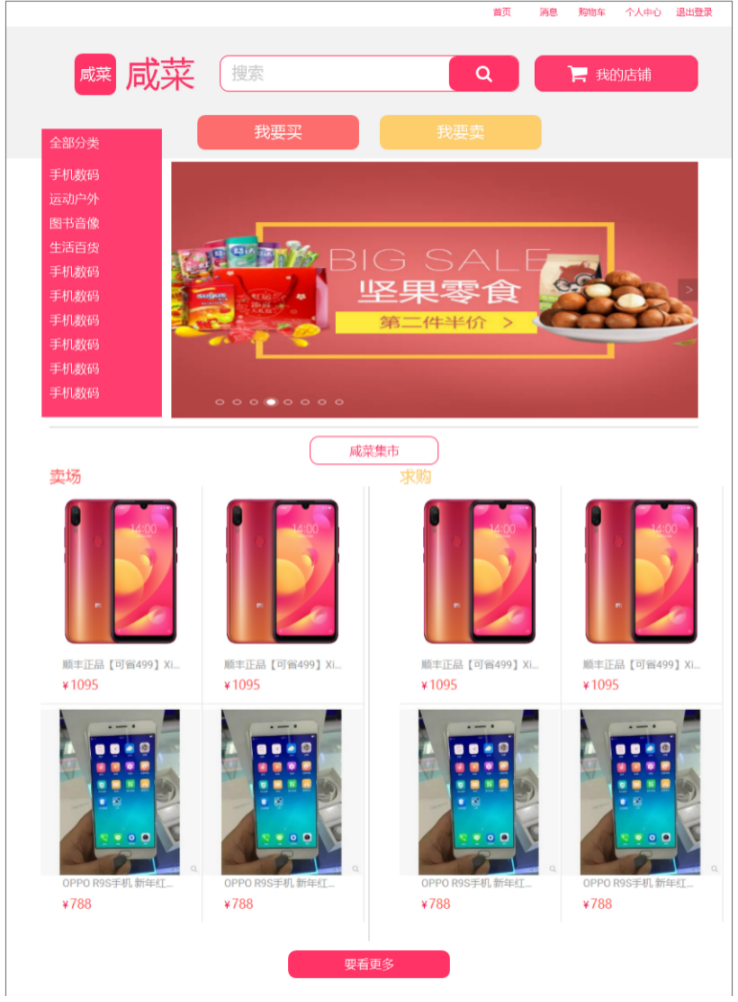 首页 消息 购物车 个人中心 退出登录
咸菜 咸菜 搜索 我的店铺
我要买 我要卖
全部分类
手机数码
运动户外
图书音像
生活百货
手机数码
手机数码
手机数码
手机数码
手机数码
手机数码
BIG SALE
坚果零食
第二件半价 >
>
咸菜集市
卖场 求购
14:00 14:00 14:00 14:00
顺丰正品【可省499】Xi... 顺丰正品【可省499】Xi... 顺丰正品【可省499】Xi... 顺丰正品【可省499】Xi...
¥1095 ¥1095 ¥1095 ¥1095
OPPO R9S手机 新年红... OPPO R9S手机 新年红... OPPO R9S手机 新年红... OPPO R9S手机 新年红...
¥788 ¥788 ¥788 ¥788
要看更多